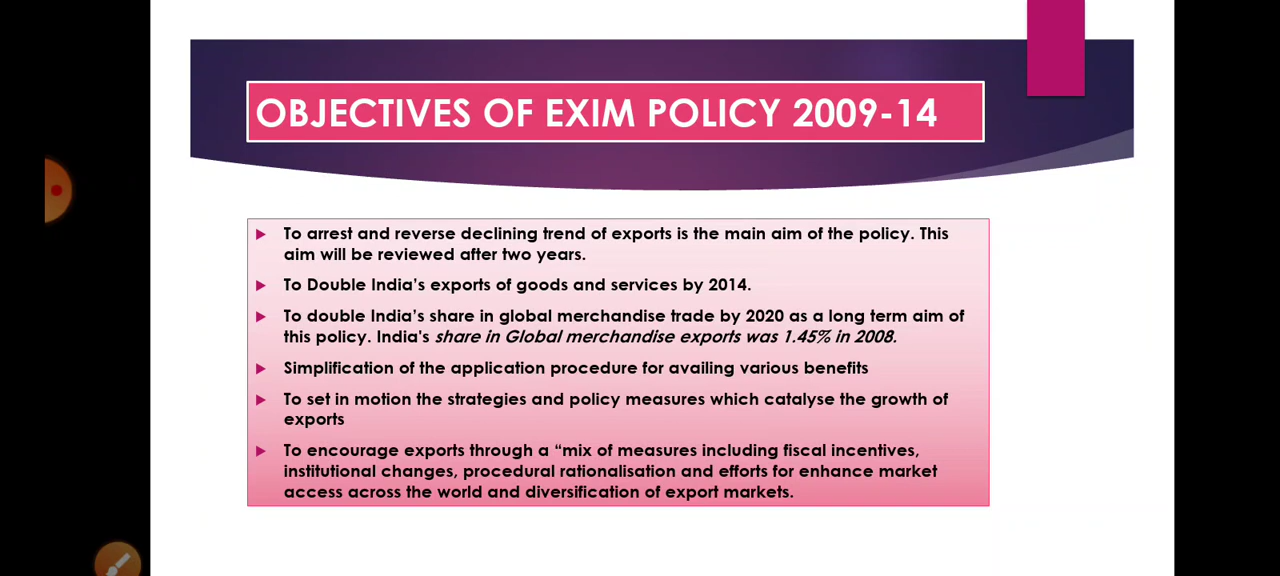 OBJECTIVES OF EXIM POLICY 2009-14
To arrest and reverse declining trend of exports is the main aim of the policy. This
aim will be reviewed after two years.
To Double India's exports of goods and services by 2014.
To double India's share in global merchandise trade by 2020 as a long term aim of
this policy. India's share in Global merchandise exports was 1.45% in 2008.
Simplification of the application procedure for availing various benefits
To set in motion the strategies and policy measures which catalyse the growth of
exports
To encourage exports through a “mix of measures including fiscal incentives,
institutional changes, procedural rationalisation and efforts for enhance market
access across the world and diversification of export markets.